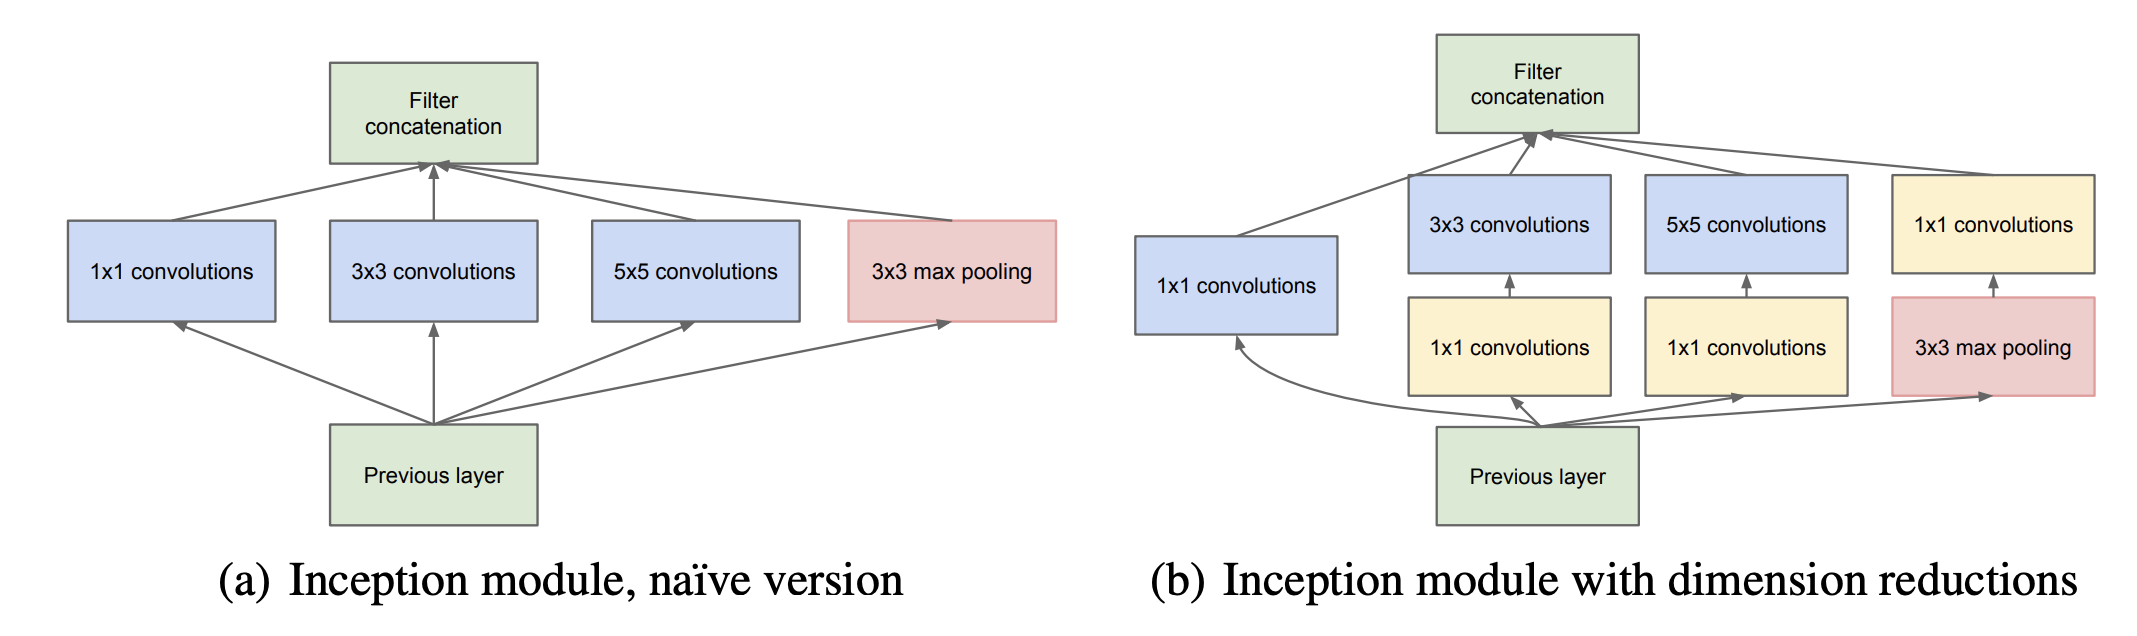 Filter
concatenation
1x1 convolutions
3x3 convolutions
5x5 convolutions
3x3 max pooling
Previous layer
(a) Inception module, naïve version
Filter
concatenation
3x3 convolutions
5x5 convolutions
1x1 convolutions
1x1 convolutions
1x1 convolutions
1x1 convolutions
3x3 max pooling
Previous layer
(b) Inception module with dimension reductions